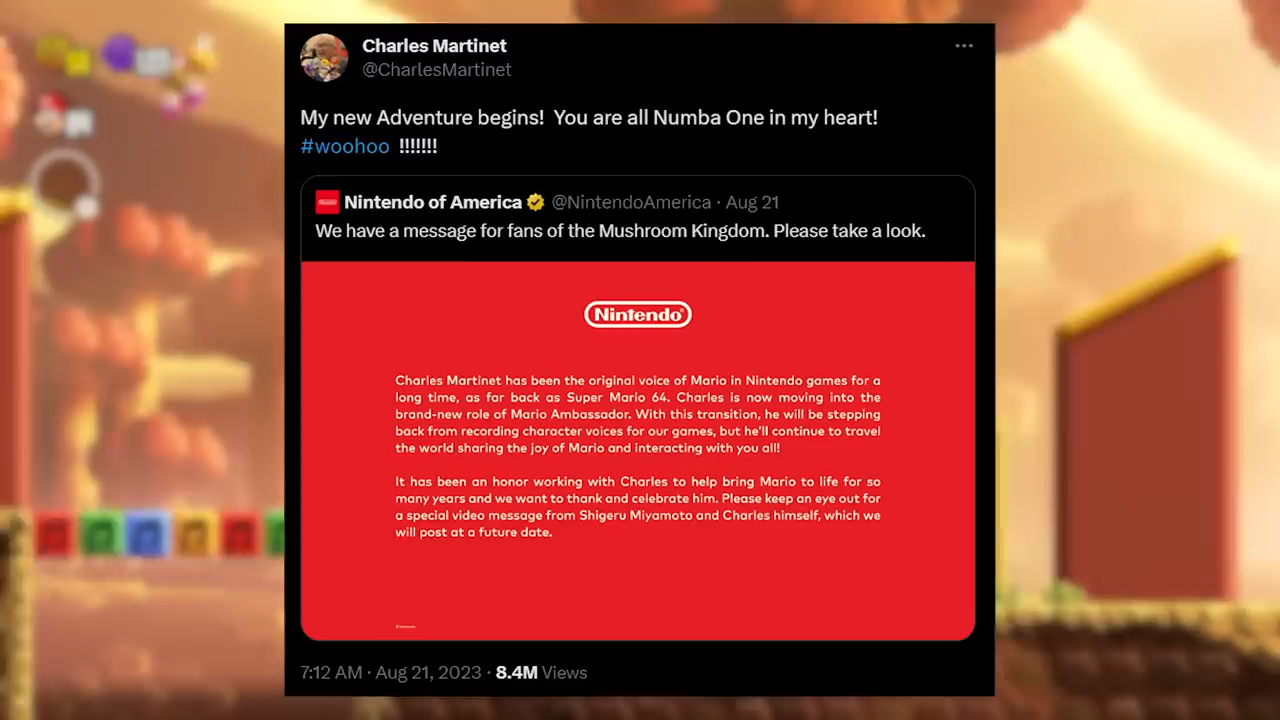 Charles Martinet
@CharlesMartinet
My new Adventure begins!  You are all Numba One in my heart!
#woohoo !!!!!!!
Nintendo of America @NintendoAmerica · Aug 21
We have a message for fans of the Mushroom Kingdom. Please take a look.
Nintendo
Charles Martinet has been the original voice of Mario in Nintendo games for a
long time, as far back as Super Mario 64. Charles is now moving into the
brand-new role of Mario Ambassador. With this transition, he will be stepping
back from recording character voices for our games, but he'll continue to travel
the world sharing the joy of Mario and interacting with you all!
It has been an honor working with Charles to help bring Mario to life for so
many years and we want to thank and celebrate him. Please keep an eye out for
a special video message from Shigeru Miyamoto and Charles himself, which we
will post at a future date.
7:12 AM · Aug 21, 2023 · 8.4M Views